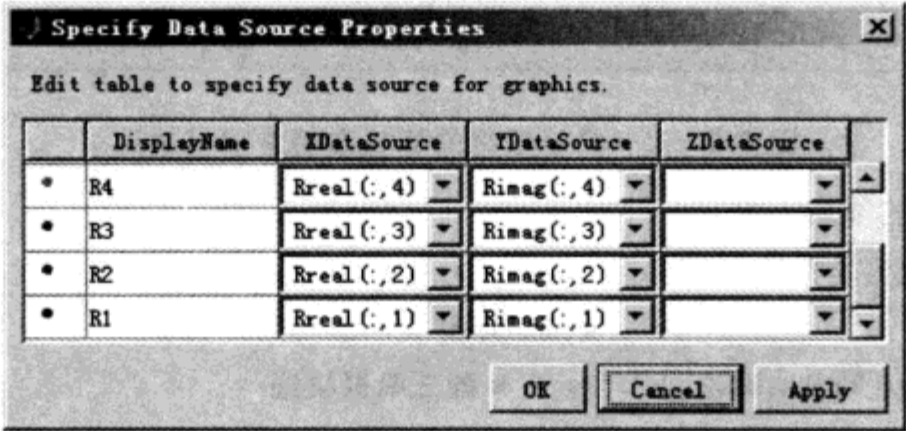 Specify Data Source Properties
Edit table to specify data source for graphics.
DisplayName XDataSource YDataSource ZDataSource
R4 Rreal(:,4) Rimag(:,4)
R3 Rreal(:,3) Rimag(:,3)
R2 Rreal(:,2) Rimag(:,2)
R1 Rreal(:,1) Rimag(:,1)
OK Cancel Apply